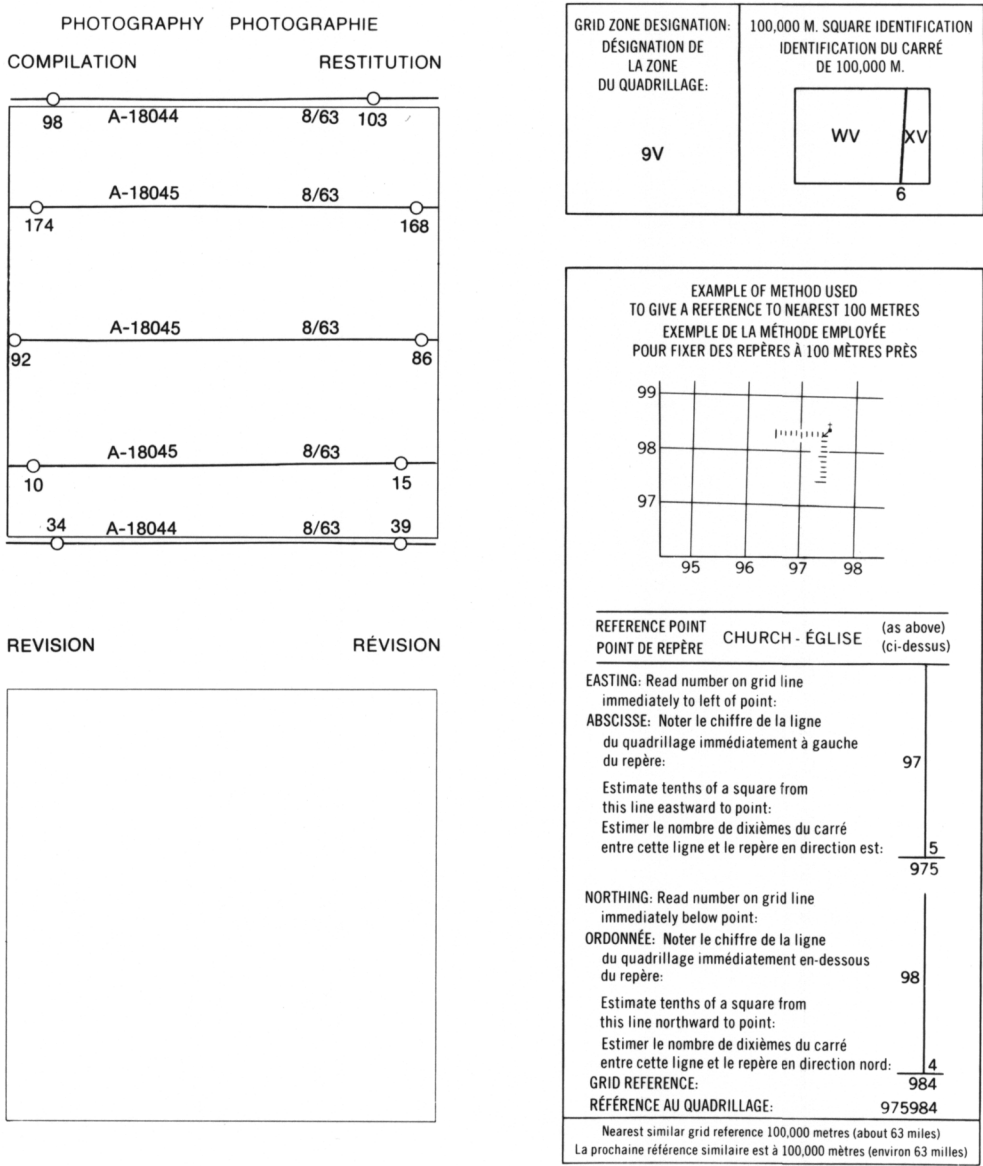 PHOTOGRAPHY PHOTOGRAPHIE
COMPILATION RESTITUTION
98 A-18044 8/63 103
A-18045 8/63
174 168
A-18045 8/63
92 86
A-18045 8/63
10 15
34 A-18044 8/63 39
REVISION RÉVISION
GRID ZONE DESIGNATION:
DÉSIGNATION DE
LA ZONE
DU QUADRILLAGE:
9V
100,000 M. SQUARE IDENTIFICATION
IDENTIFICATION DU CARRÉ
DE 100,000 M.
WV XV
6
EXAMPLE OF METHOD USED
TO GIVE A REFERENCE TO NEAREST 100 METRES
EXEMPLE DE LA MÉTHODE EMPLOYÉE
POUR FIXER DES REPÈRES À 100 MÈTRES PRÈS
99
98
97
95 96 97 98
REFERENCE POINT
POINT DE REPÈRE
CHURCH - ÉGLISE
(as above)
(ci-dessus)
EASTING: Read number on grid line
immediately to left of point:
ABSCISSE: Noter le chiffre de la ligne
du quadrillage immédiatement à gauche
du repère: 97
Estimate tenths of a square from
this line eastward to point:
Estimer le nombre de dixièmes du carré
entre cette ligne et le repère en direction est: 5
975
NORTHING: Read number on grid line
immediately below point:
ORDONNÉE: Noter le chiffre de la ligne
du quadrillage immédiatement en-dessous
du repère: 98
Estimate tenths of a square from
this line northward to point:
Estimer le nombre de dixièmes du carré
entre cette ligne et le repère en direction nord: 4
GRID REFERENCE: 984
RÉFÉRENCE AU QUADRILLAGE: 975984
Nearest similar grid reference 100,000 metres (about 63 miles)
La prochaine référence similaire est à 100,000 mètres (environ 63 milles)